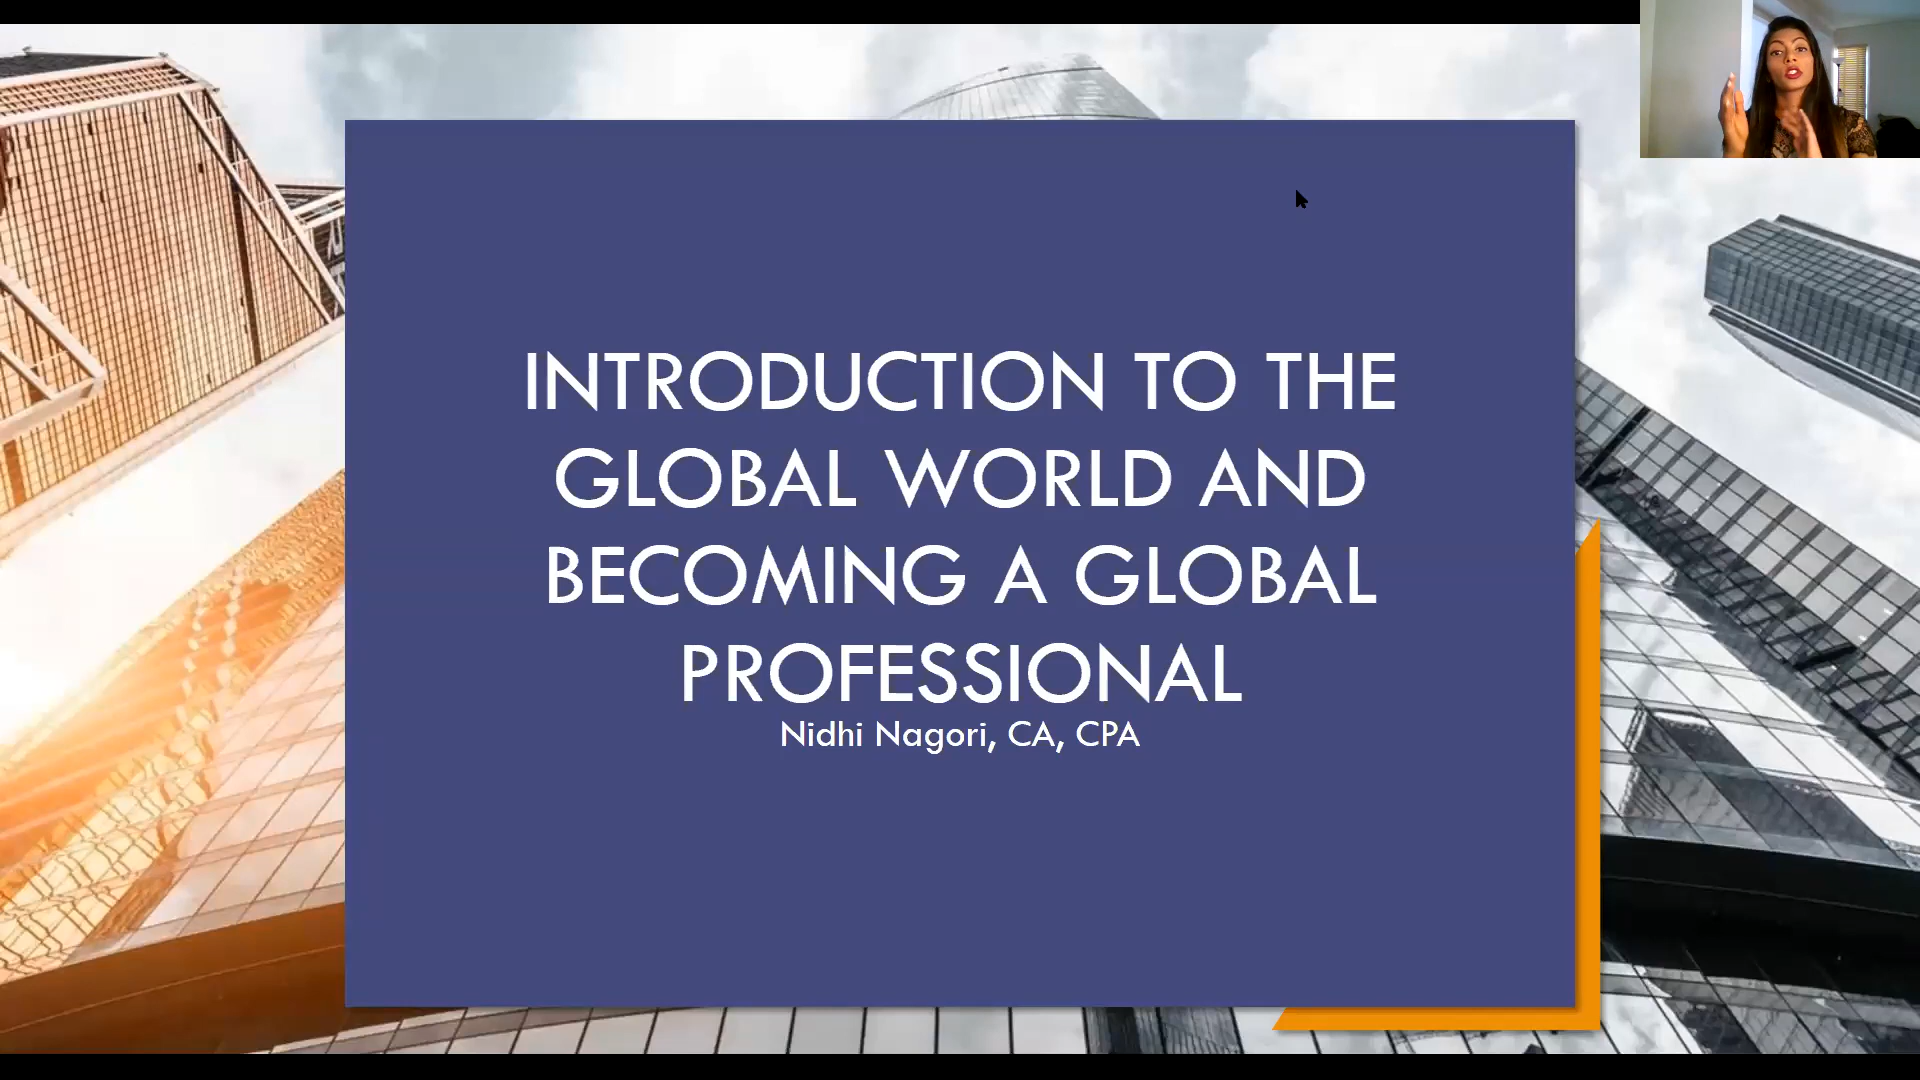 INTRODUCTION TO THE
GLOBAL WORLD AND
BECOMING A GLOBAL
PROFESSIONAL
Nidhi Nagori, CA, CPA